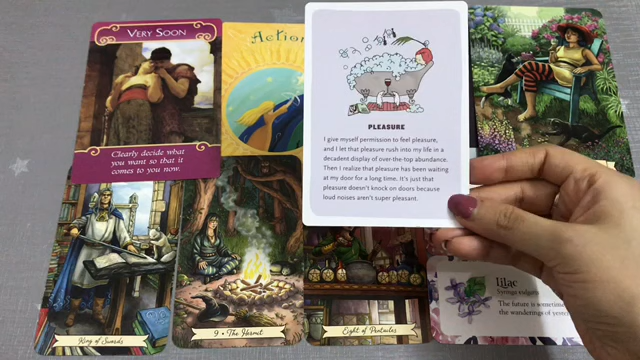 VERY SOON
Clearly decide what
you want so that it
comes to you now.
Action
PLEASURE
I give myself permission to feel pleasure,
and I let that pleasure rush into my life in a
decadent display of over-the-top abundance.
Then I realize that pleasure has been waiting
at my door for a long time. It's just that
pleasure doesn't knock on doors because
loud noises aren't super pleasant.
King of Swords
9 • The Hermit
Eight of Pentacles
Lilac
Syringa vulgaris
The future is sometimes
the wanderings of